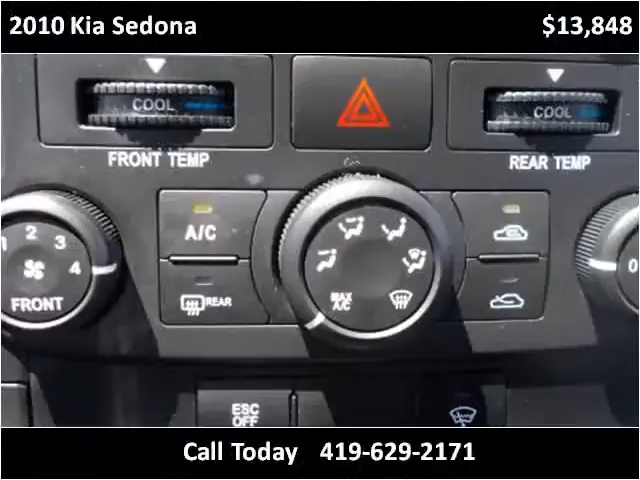 2010 Kia Sedona $13,848
COOL COOL
FRONT TEMP REAR TEMP
1 2 3 4
A/C
FRONT
REAR
MAX
A/C
0
ESC
OFF
Call Today 419-629-2171